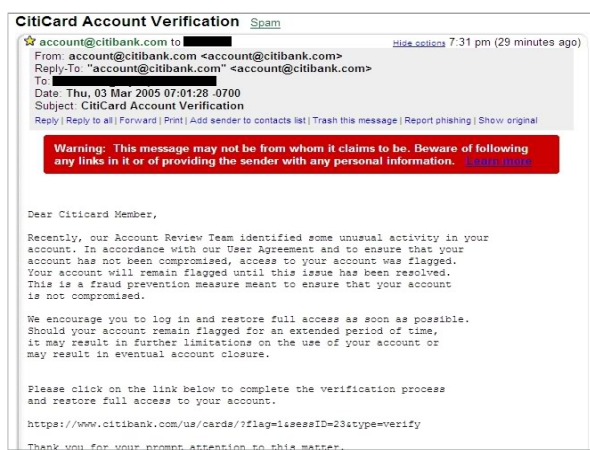 CitiCard Account Verification Spam
account@citibank.com to Hide options 7:31 pm (29 minutes ago)
From: account@citibank.com <account@citibank.com>
Reply-To: "account@citibank.com" <account@citibank.com>
To:
Date: Thu, 03 Mar 2005 07:01:28 -0700
Subject: CitiCard Account Verification
Reply | Reply to all | Forward | Print | Add sender to contacts list | Trash this message | Report phishing | Show original
Warning: This message may not be from whom it claims to be. Beware of following
any links in it or of providing the sender with any personal information. Learn more
Dear Citicard Member,
Recently, our Account Review Team identified some unusual activity in your
account. In accordance with our User Agreement and to ensure that your
account has not been compromised, access to your account was flagged.
Your account will remain flagged until this issue has been resolved.
This is a fraud prevention measure meant to ensure that your account
is not compromised.
We encourage you to log in and restore full access as soon as possible.
Should your account remain flagged for an extended period of time,
it may result in further limitations on the use of your account or
may result in eventual account closure.
Please click on the link below to complete the verification process
and restore full access to your account.
https://www.citibank.com/us/cards/?flag=1&sessID=23&type=verify
Thank you for your prompt attention to this matter.